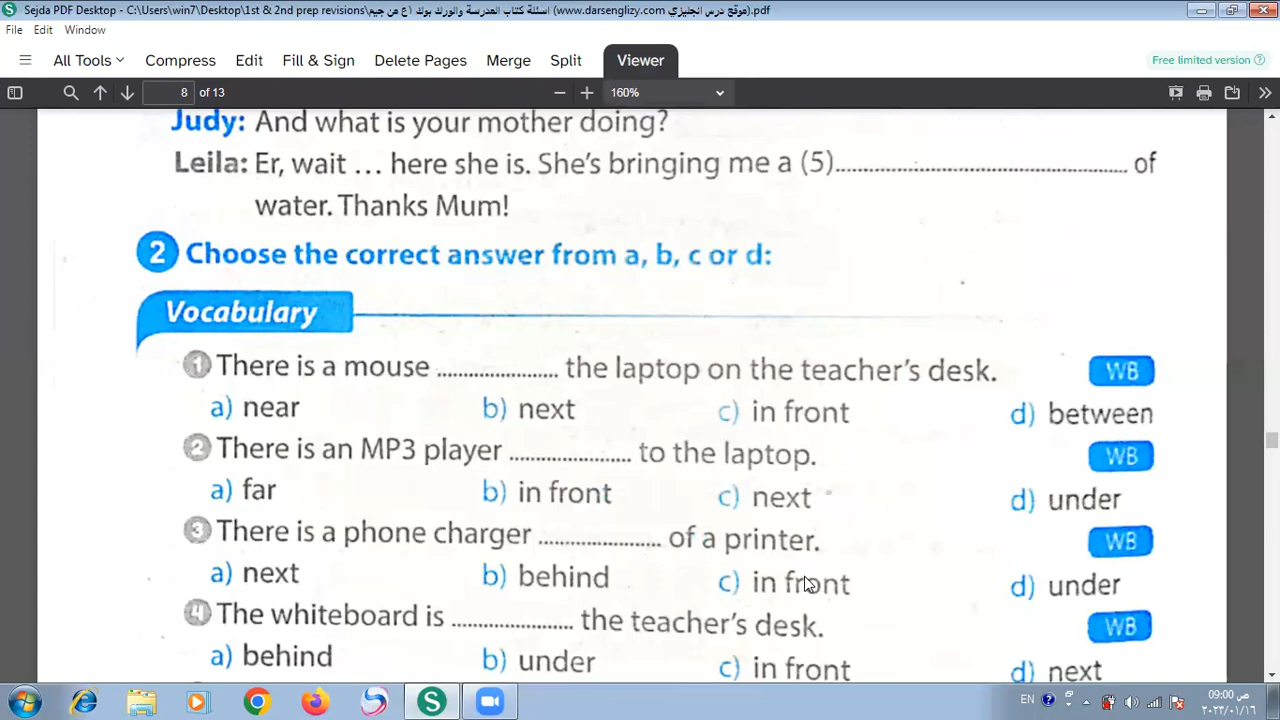 Sejda PDF Desktop - C:\Users\win7\Desktop\1st & 2nd prep revisions\اسئلة كتاب المدرسة والورك بوك ع من جيم\ (www.darsenglizy.com موقع درس انجليزي).pdf
File Edit Window
All Tools Compress Edit Fill & Sign Delete Pages Merge Split Viewer Free limited version
8 of 13 160%
Judy: And what is your mother doing?
Leila: Er, wait ... here she is. She's bringing me a (5)............................................ of
water. Thanks Mum!
2 Choose the correct answer from a, b, c or d:
Vocabulary
1 There is a mouse ...................... the laptop on the teacher's desk. WB
a) near b) next c) in front d) between
2 There is an MP3 player ...................... to the laptop. WB
a) far b) in front c) next d) under
3 There is a phone charger ...................... of a printer. WB
a) next b) behind c) in front d) under
4 The whiteboard is ...................... the teacher's desk. WB
a) behind b) under c) in front d) next
EN 09:00 ص
٢٠٢٣/٠١/١٦